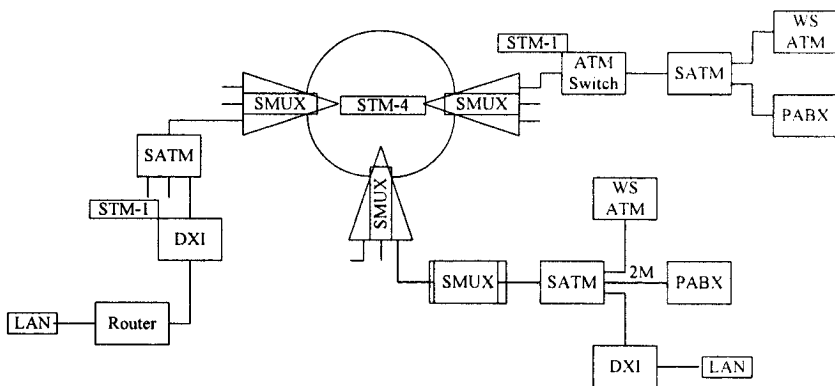 STM-1
ATM
Switch
SATM
WS
ATM
PABX
SMUX
STM-4
SMUX
SATM
STM-1
DXI
SMUX
WS
ATM
LAN
Router
SMUX
SATM
2M
PABX
DXI
LAN